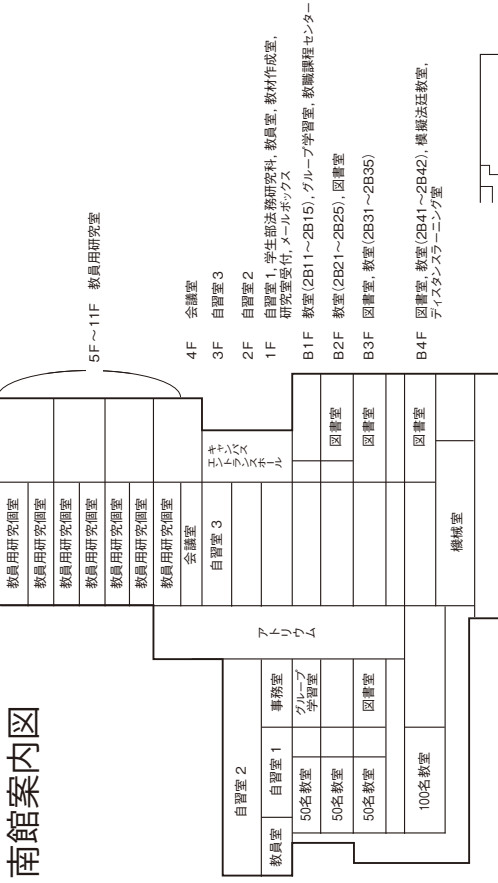 南館案内図
5F～11F 教員用研究室
4F 会議室
3F 自習室 3
2F 自習室 2
1F 自習室 1, 学生部法務研究科, 教員室, 教材作成室,
研究室受付, メールボックス
B1F 教室(2B11～2B15), グループ学習室, 教職課程センター
B2F 教室(2B21～2B25), 図書室
B3F 図書室, 教室(2B31～2B35)
B4F 図書室, 教室(2B41～2B42), 模擬法廷教室,
ディスタンスラーニング室
教員用研究個室
教員用研究個室
教員用研究個室
教員用研究個室
教員用研究個室
教員用研究個室
会議室
自習室 3
キャンパス
エントランスホール
図書室
図書室
図書室
機械室
アトリウム
自習室 2
教員室
自習室 1
事務室
50名教室
グループ
学習室
50名教室
50名教室
図書室
100名教室